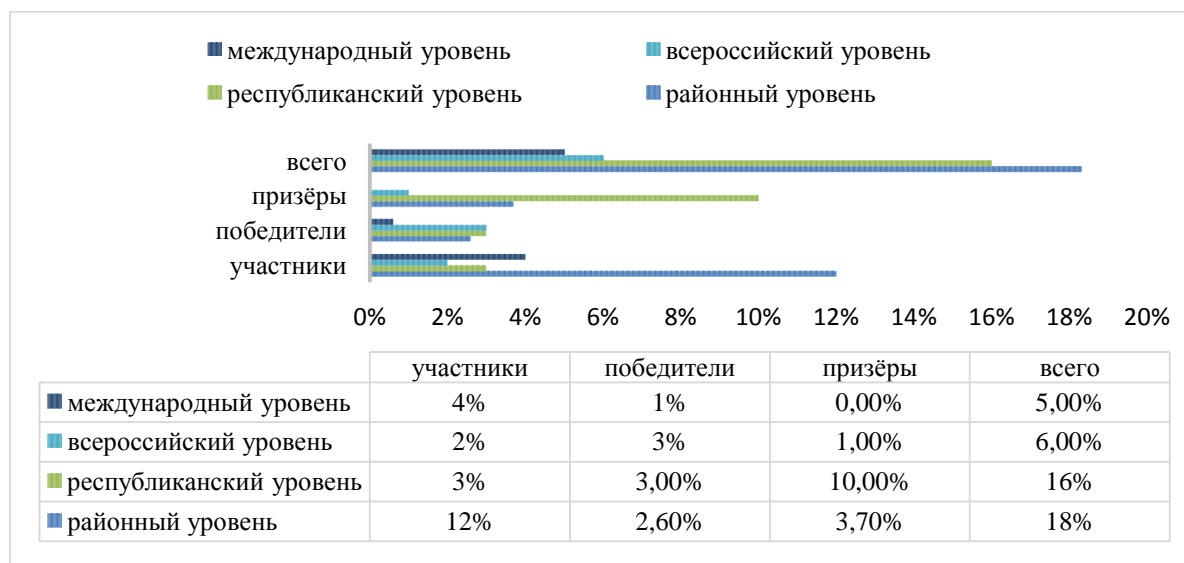 международный уровень всероссийский уровень
республиканский уровень районный уровень
всего
призёры
победители
участники
0% 2% 4% 6% 8% 10% 12% 14% 16% 18% 20%
участники победители призёры всего
международный уровень 4% 1% 0,00% 5,00%
всероссийский уровень 2% 3% 1,00% 6,00%
республиканский уровень 3% 3,00% 10,00% 16%
районный уровень 12% 2,60% 3,70% 18%